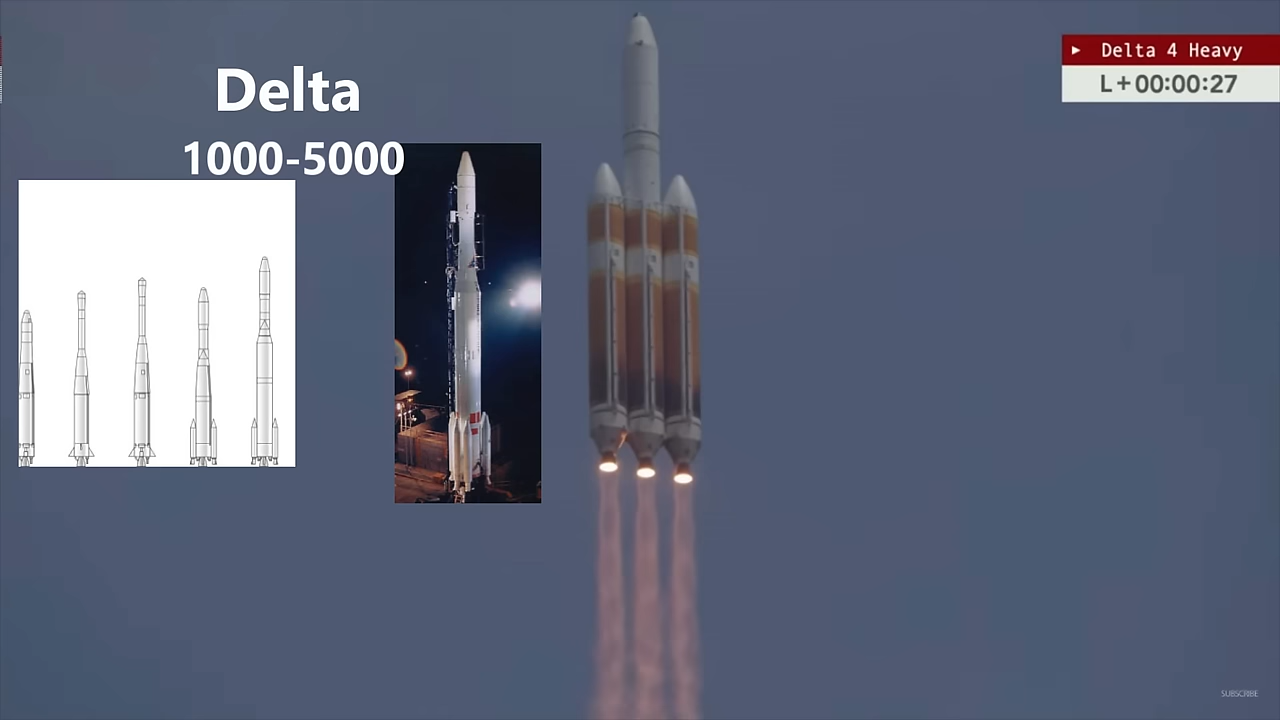 Delta
1000-5000
▶ Delta 4 Heavy
L+00:00:27
SUBSCRIBE